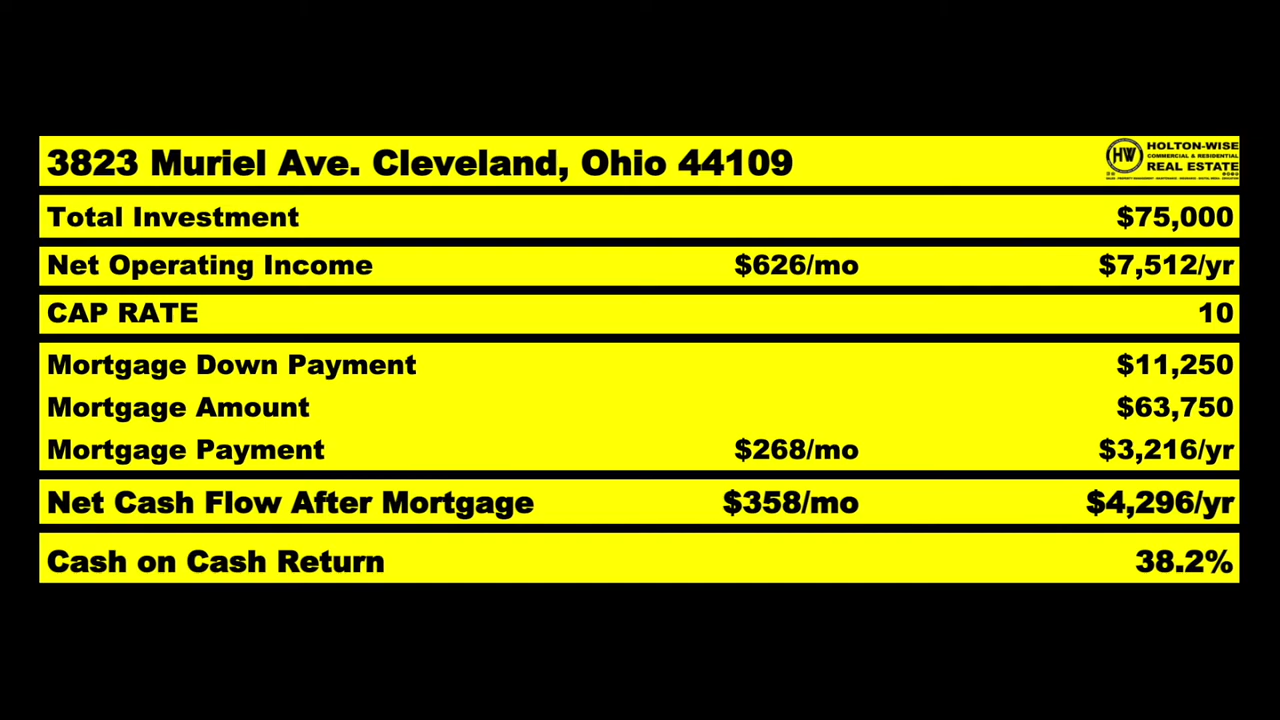 3823 Muriel Ave. Cleveland, Ohio 44109
HW
HOLTON-WISE
COMMERCIAL & RESIDENTIAL
REAL ESTATE
Total Investment $75,000
Net Operating Income $626/mo $7,512/yr
CAP RATE 10
Mortgage Down Payment $11,250
Mortgage Amount $63,750
Mortgage Payment $268/mo $3,216/yr
Net Cash Flow After Mortgage $358/mo $4,296/yr
Cash on Cash Return 38.2%